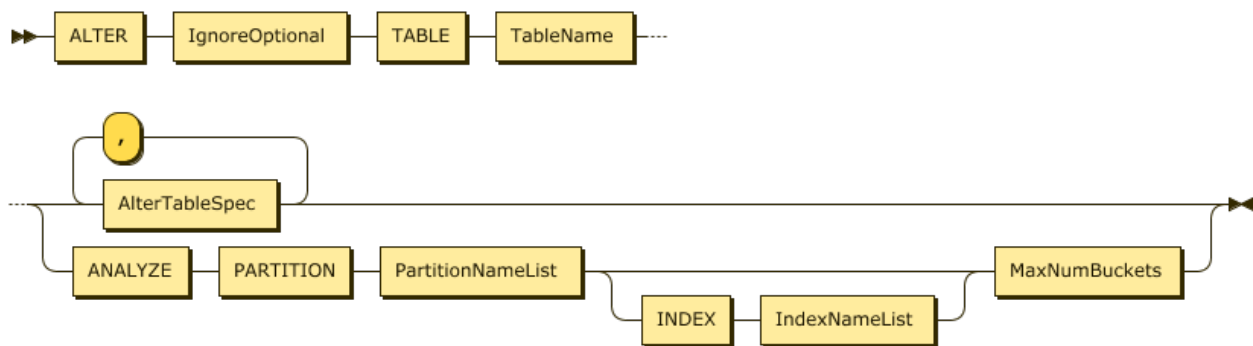 ALTER IgnoreOptional TABLE TableName
,
AlterTableSpec
ANALYZE PARTITION PartitionNameList MaxNumBuckets
INDEX IndexNameList